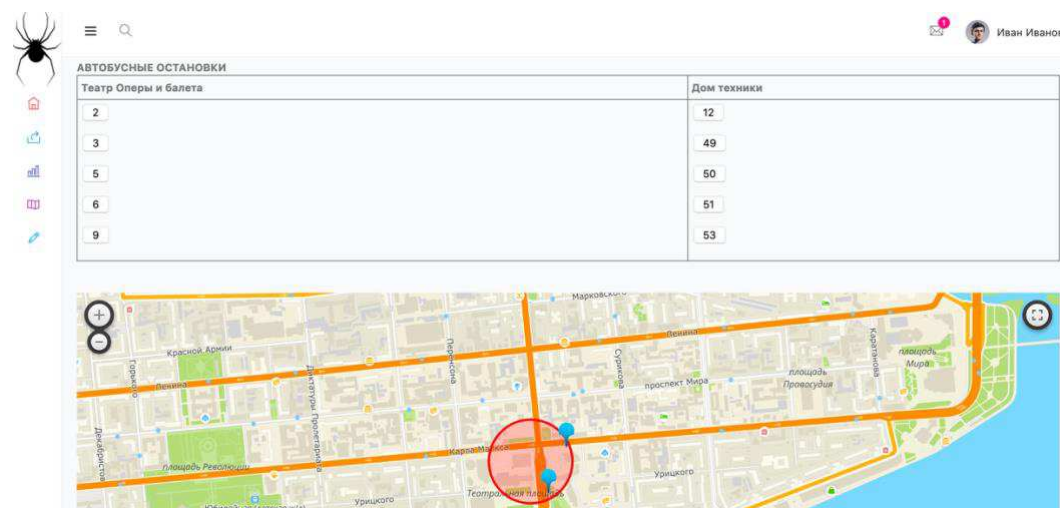 1
Иван Иванов
АВТОБУСНЫЕ ОСТАНОВКИ
Театр Оперы и балета
Дом техники
2
12
3
49
5
50
6
51
9
53
Марковского
Ленина
Красной Армии
Перенсона
Сурикова
Каратанова
площадь
Мира
Горького
Ленина
Диктатуры Пролетариата
проспект Мира
площадь
Правосудия
Декабристов
Карла Маркса
площадь Революции
Урицкого
Театральная площадь
Урицкого